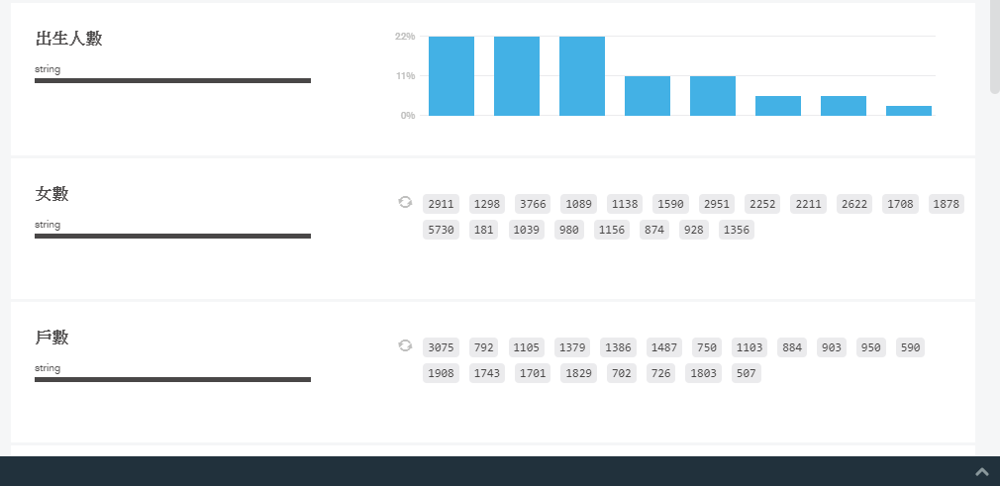 出生人數
string
22%
11%
0%
女數
string
2911 1298 3766 1089 1138 1590 2951 2252 2211 2622 1708 1878
5730 181 1039 980 1156 874 928 1356
戶數
string
3075 792 1105 1379 1386 1487 750 1103 884 903 950 590
1908 1743 1701 1829 702 726 1803 507